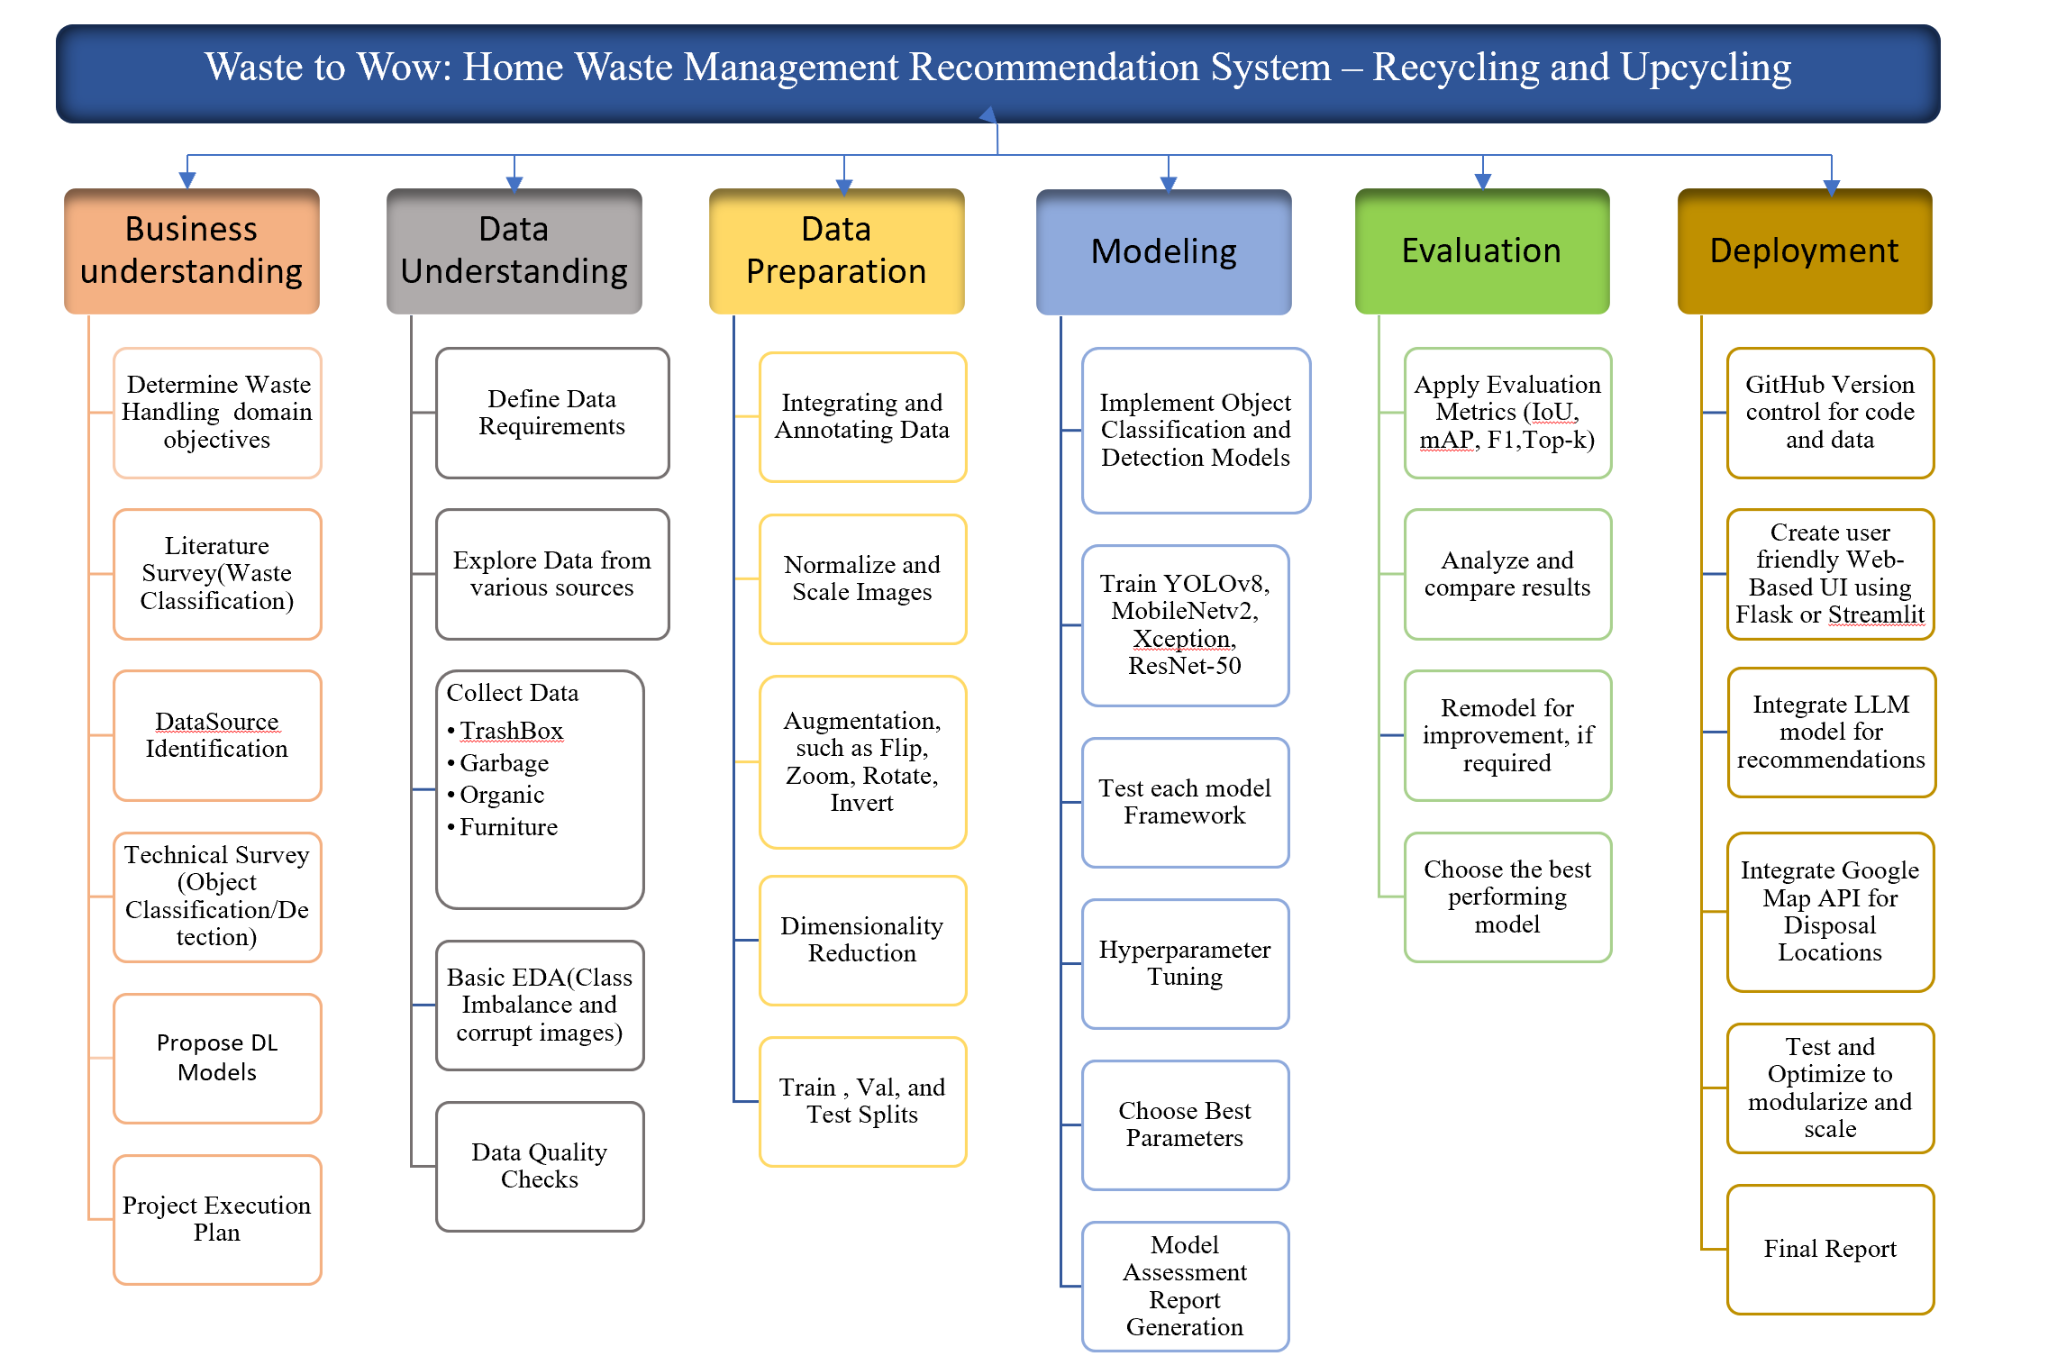 Waste to Wow: Home Waste Management Recommendation System – Recycling and Upcycling
Business
understanding
Determine Waste
Handling  domain
objectives
Literature
Survey(Waste
Classification)
DataSource
Identification
Technical Survey
(Object
Classification/De
tection)
Propose DL
Models
Project Execution
Plan
Data
Understanding
Define Data
Requirements
Explore Data from
various sources
Collect Data
• TrashBox
• Garbage
• Organic
• Furniture
Basic EDA(Class
Imbalance and
corrupt images)
Data Quality
Checks
Data
Preparation
Integrating and
Annotating Data
Normalize and
Scale Images
Augmentation,
such as Flip,
Zoom, Rotate,
Invert
Dimensionality
Reduction
Train , Val, and
Test Splits
Modeling
Implement Object
Classification and
Detection Models
Train YOLOv8,
MobileNetv2,
Xception,
ResNet-50
Test each model
Framework
Hyperparameter
Tuning
Choose Best
Parameters
Model
Assessment
Report
Generation
Evaluation
Apply Evaluation
Metrics (IoU,
mAP, F1,Top-k)
Analyze and
compare results
Remodel for
improvement, if
required
Choose the best
performing
model
Deployment
GitHub Version
control for code
and data
Create user
friendly Web-
Based UI using
Flask or Streamlit
Integrate LLM
model for
recommendations
Integrate Google
Map API for
Disposal
Locations
Test and
Optimize to
modularize and
scale
Final Report